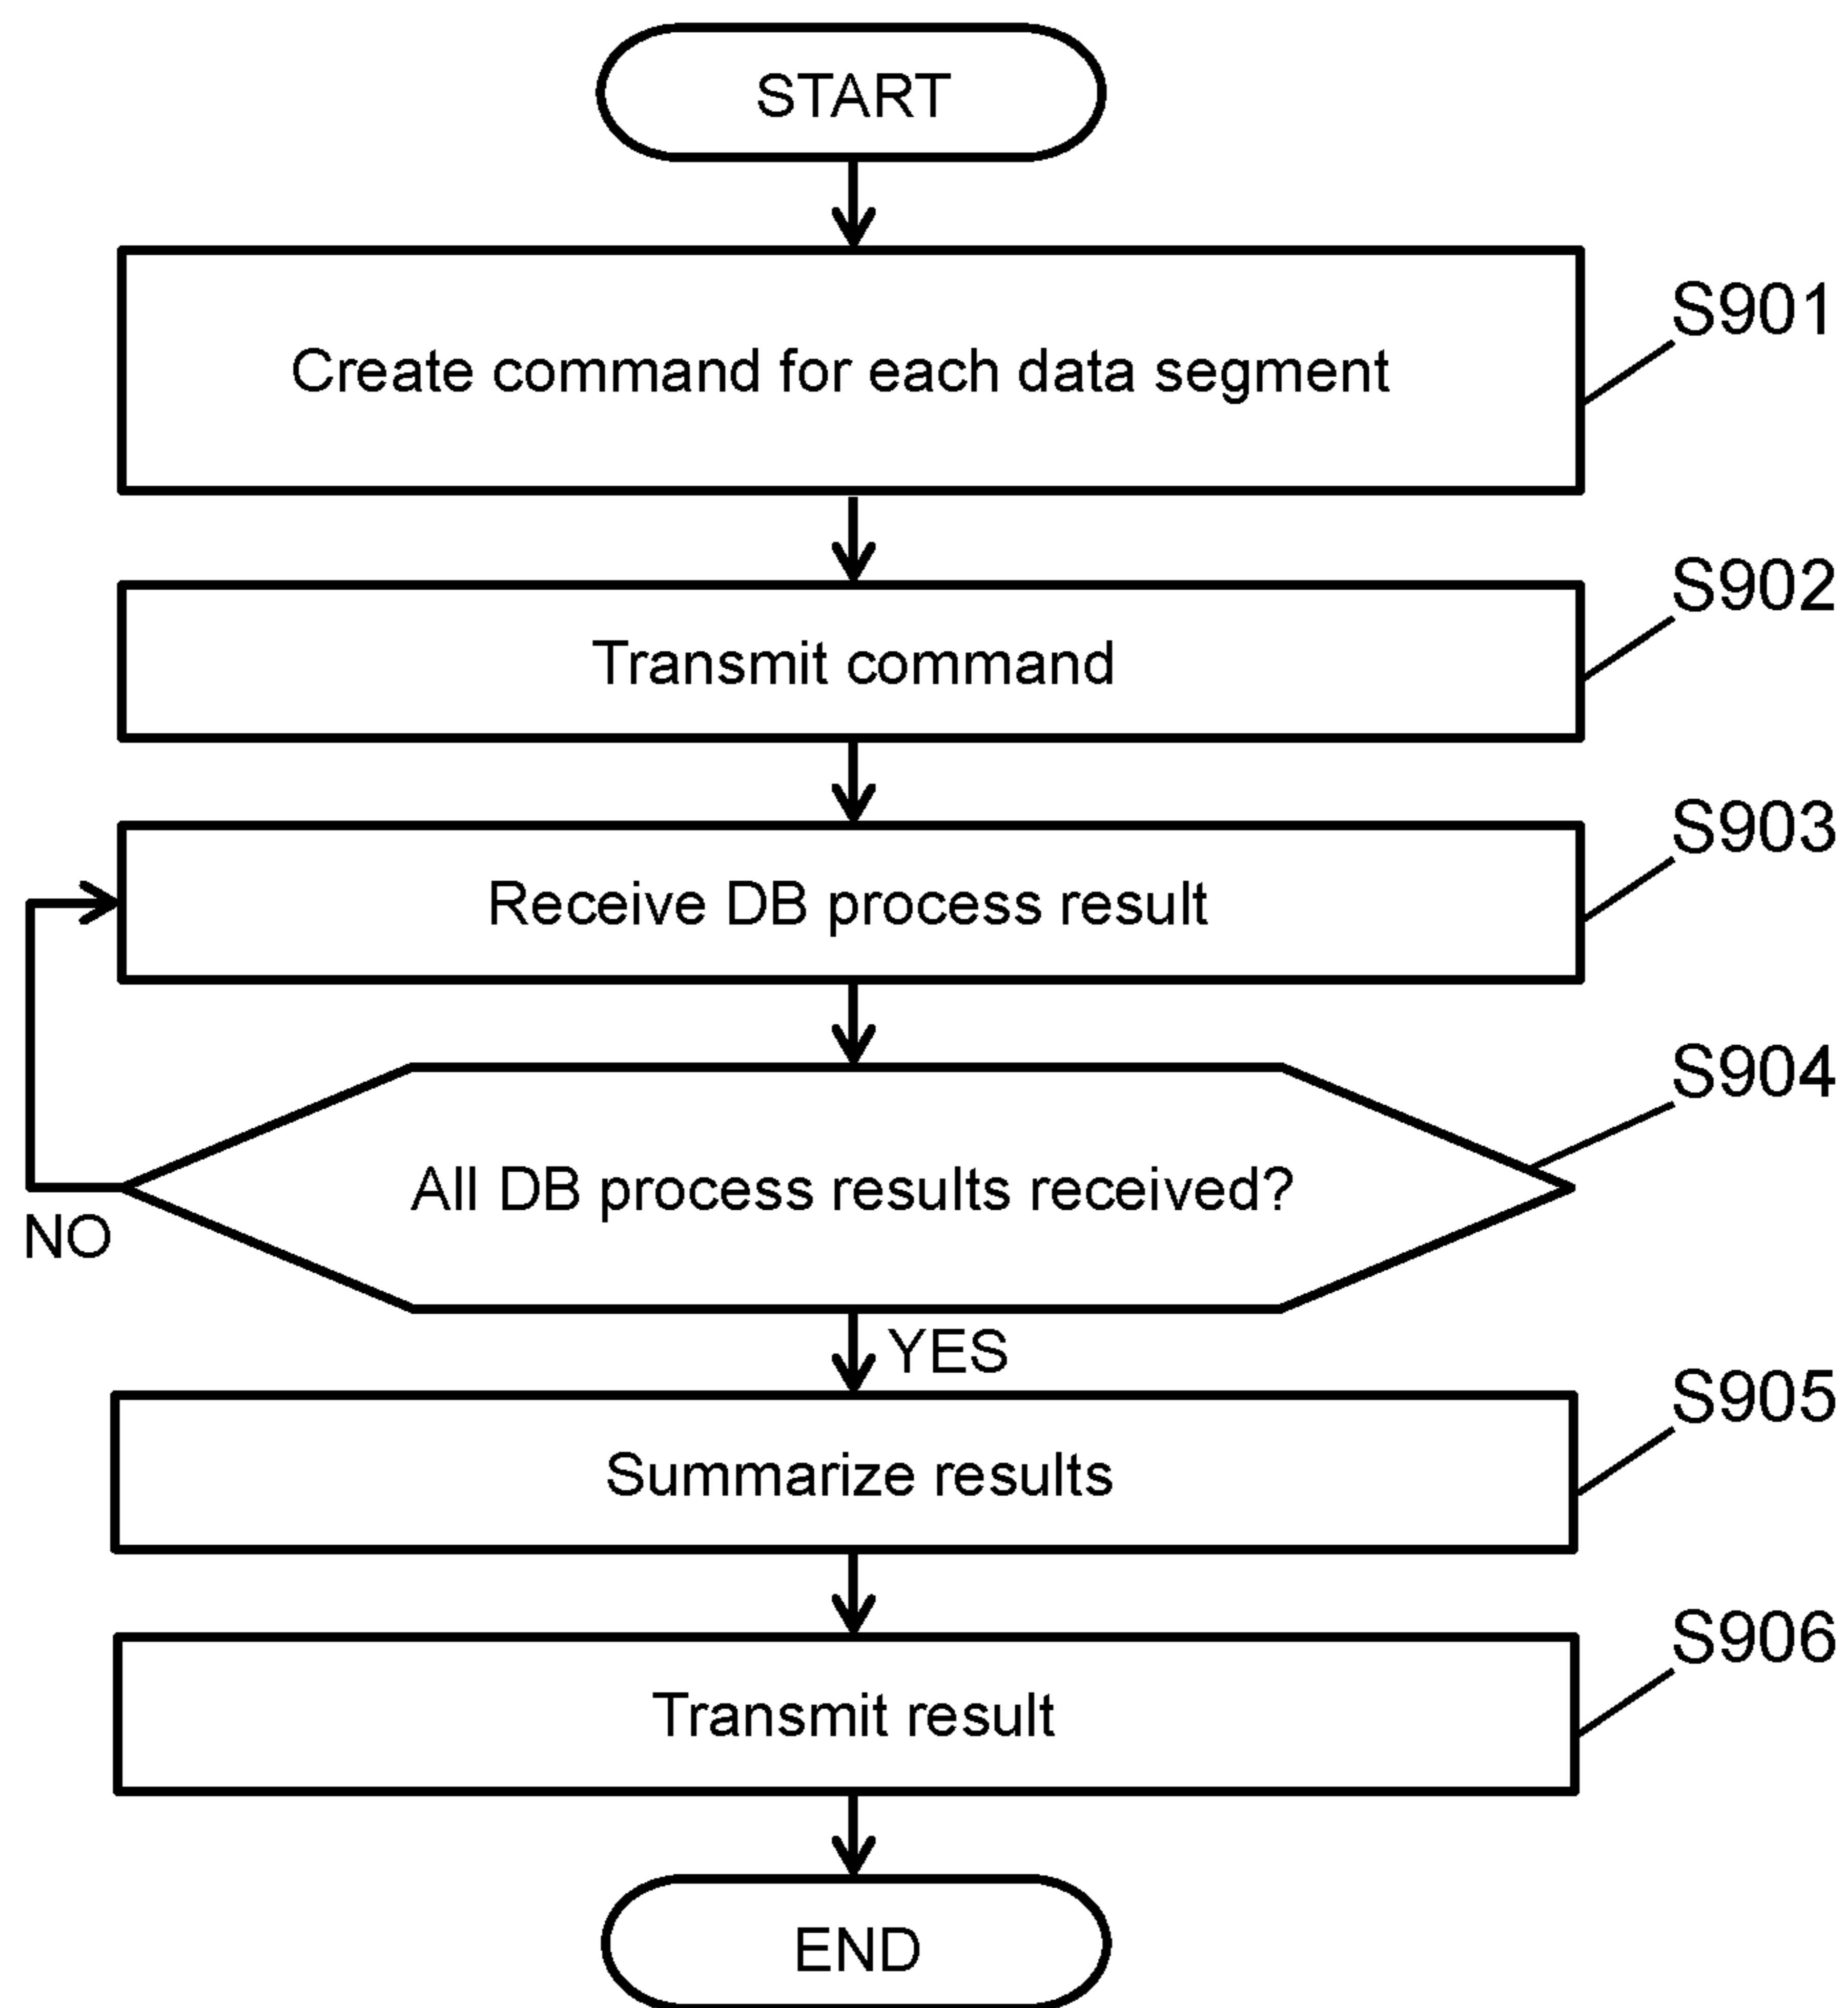 START
Create command for each data segment
S901
Transmit command
S902
Receive DB process result
S903
All DB process results received?
S904
NO
YES
Summarize results
S905
Transmit result
S906
END